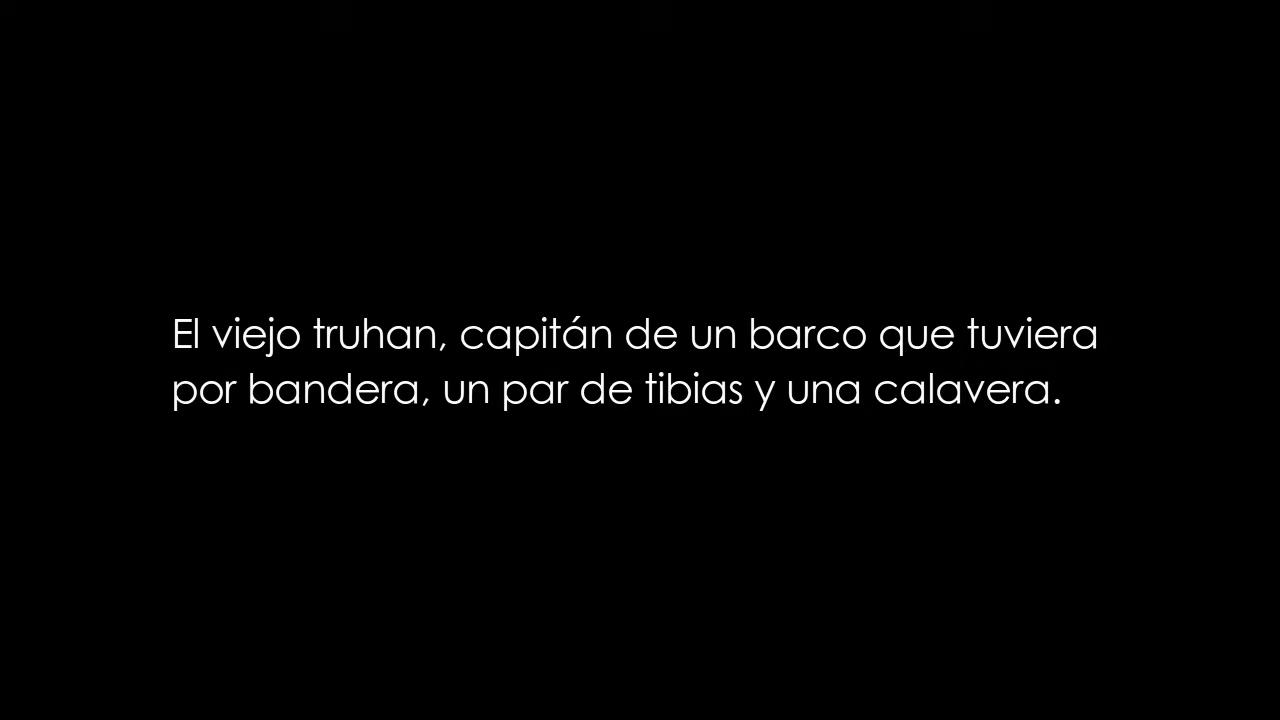 El viejo truhan, capitán de un barco que tuviera
por bandera, un par de tibias y una calavera.